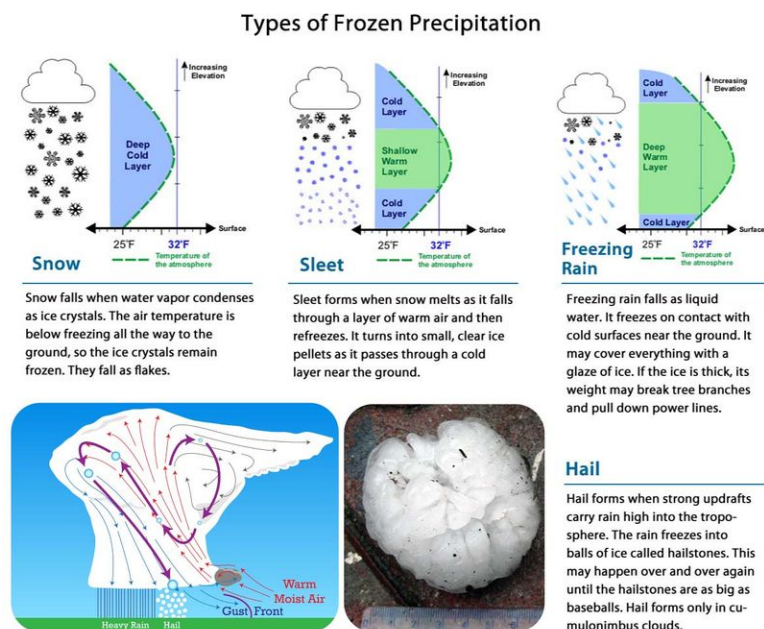 Types of Frozen Precipitation
Increasing
Elevation
Deep
Cold
Layer
Surface
25°F
32°F
Temperature of
the atmosphere
Snow
Snow falls when water vapor condenses
as ice crystals. The air temperature is
below freezing all the way to the
ground, so the ice crystals remain
frozen. They fall as flakes.
Increasing
Elevation
Cold
Layer
Shallow
Warm
Layer
Cold
Layer
Surface
25°F
32°F
Temperature of
the atmosphere
Sleet
Sleet forms when snow melts as it falls
through a layer of warm air and then
refreezes. It turns into small, clear ice
pellets as it passes through a cold
layer near the ground.
Increasing
Elevation
Cold
Layer
Deep
Warm
Layer
Cold Layer
Surface
25°F
32°F
Temperature of
the atmosphere
Freezing
Rain
Freezing rain falls as liquid
water. It freezes on contact with
cold surfaces near the ground. It
may cover everything with a
glaze of ice. If the ice is thick, its
weight may break tree branches
and pull down power lines.
Warm
Moist Air
Gust Front
Heavy Rain
Hail
Hail
Hail forms when strong updrafts
carry rain high into the tropo-
sphere. The rain freezes into
balls of ice called hailstones. This
may happen over and over again
until the hailstones are as big as
baseballs. Hail forms only in cu-
mulonimbus clouds.